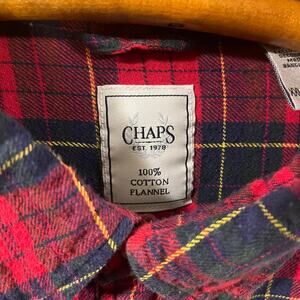 CHAPS
EST. 1978
100%
COTTON
FLANNEL